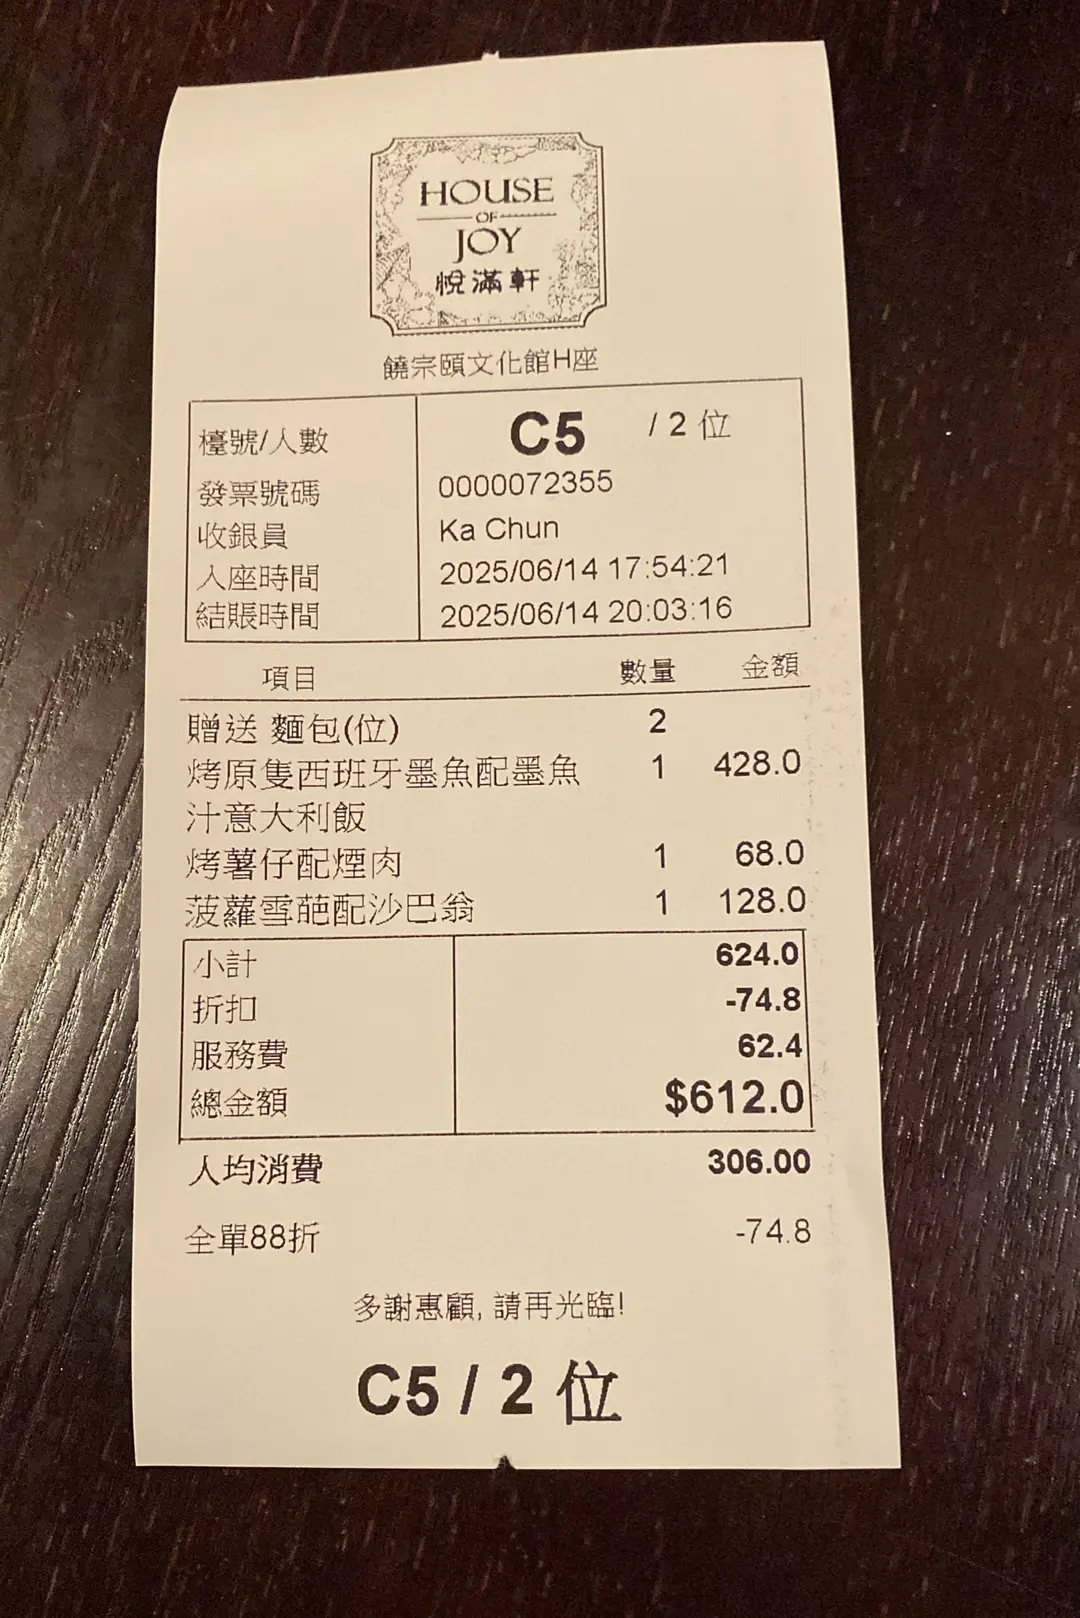 HOUSE
OF
JOY
悅滿軒
饒宗頤文化館H座
檯號/人數 C5 / 2 位
發票號碼 0000072355
收銀員 Ka Chun
入座時間 2025/06/14 17:54:21
結賬時間 2025/06/14 20:03:16
項目 數量 金額
贈送 麵包(位) 2
烤原隻西班牙墨魚配墨魚 1 428.0
汁意大利飯
烤薯仔配煙肉 1 68.0
菠蘿雪葩配沙巴翁 1 128.0
小計 624.0
折扣 -74.8
服務費 62.4
總金額 $612.0
人均消費 306.00
全單88折 -74.8
多謝惠顧, 請再光臨!
C5 / 2 位